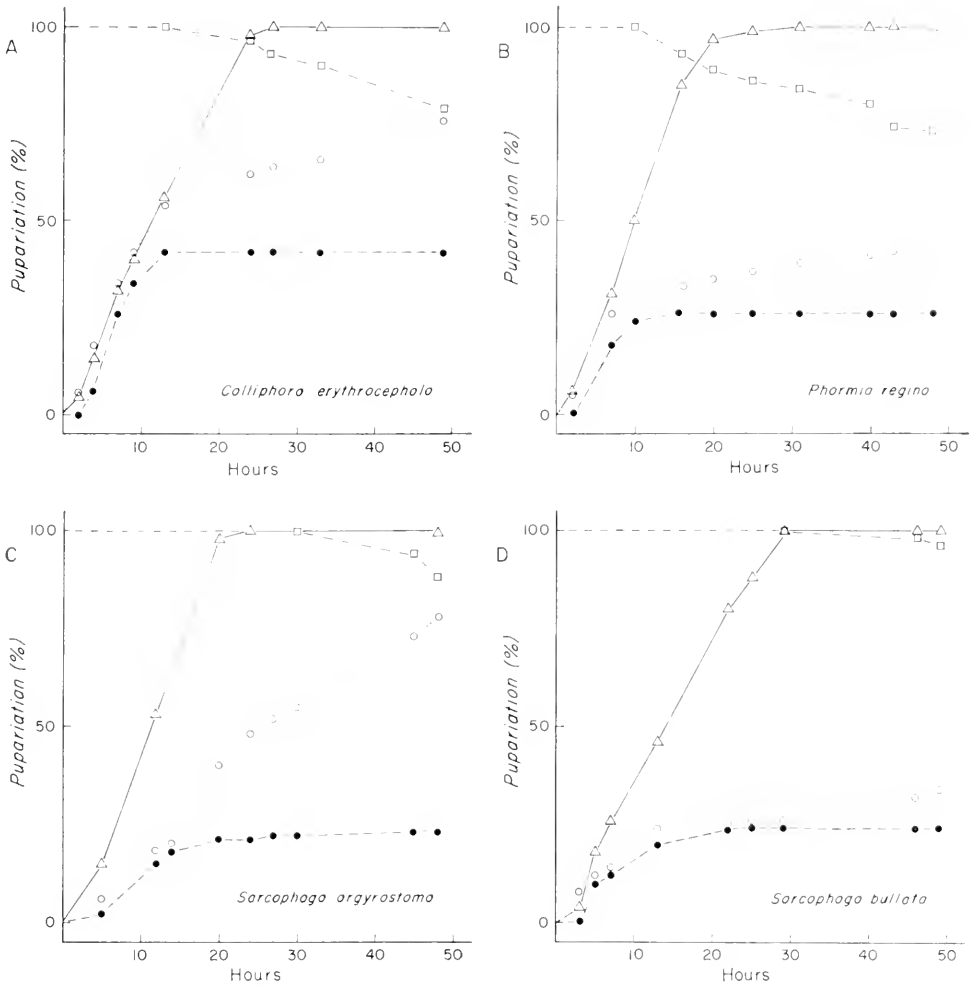 A
Pupariation (%)
100
50
0
10 20 30 40 50
Hours
Calliphora erythrocephala
B
Pupariation (%)
100
50
0
10 20 30 40 50
Hours
Phormia regina
C
Pupariation (%)
100
50
0
10 20 30 40 50
Hours
Sarcophaga argyrostoma
D
Pupariation (%)
100
50
0
10 20 30 40 50
Hours
Sarcophaga bullata